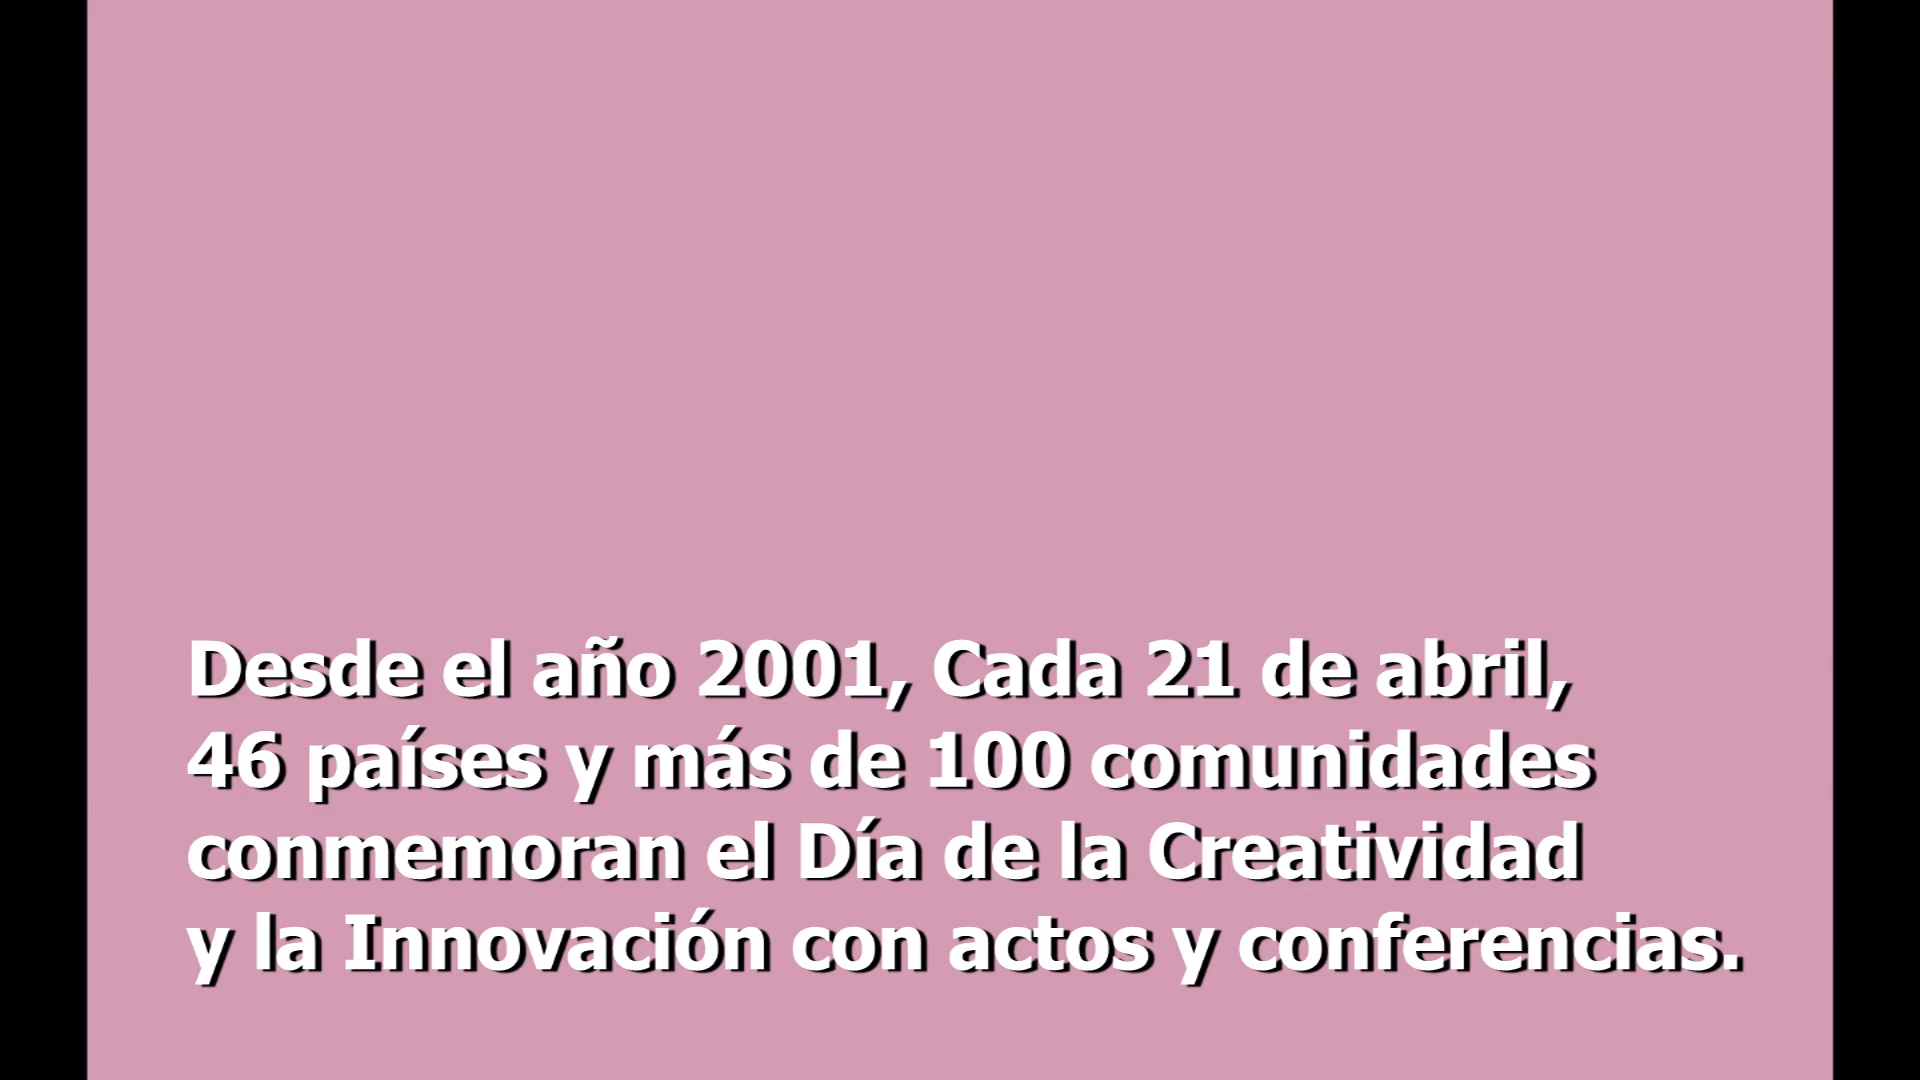 Desde el año 2001, Cada 21 de abril,
46 países y más de 100 comunidades
conmemoran el Día de la Creatividad
y la Innovación con actos y conferencias.